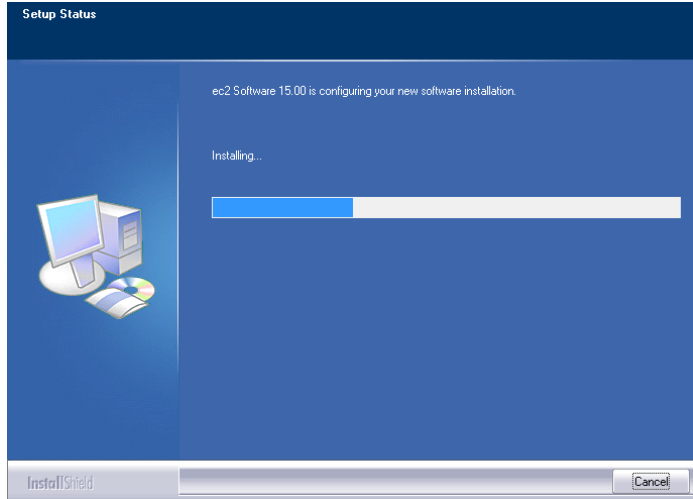 Setup Status
ec2 Software 15.00 is configuring your new software installation.
Installing...
InstallShield
Cancel